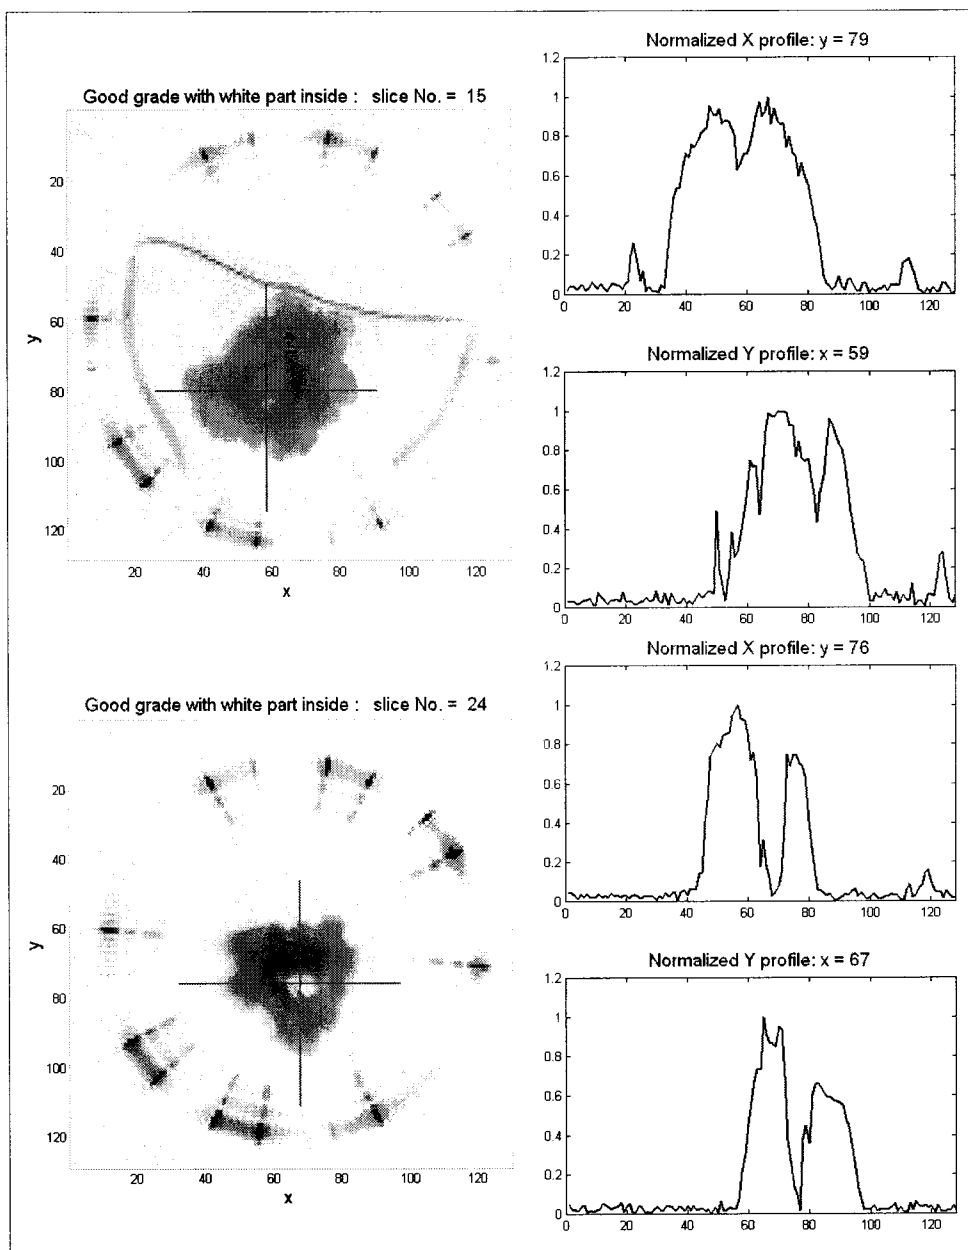 Good grade with white part inside : slice No. = 15
20
40
60
80
100
120
y
20 40 60 80 100 120
x
Normalized X profile: y = 79
1.2
1
0.8
0.6
0.4
0.2
0
0 20 40 60 80 100 120
Normalized Y profile: x = 59
1.2
1
0.8
0.6
0.4
0.2
0
0 20 40 60 80 100 120
Good grade with white part inside : slice No. = 24
20
40
60
80
100
120
y
20 40 60 80 100 120
x
Normalized X profile: y = 76
1.2
1
0.8
0.6
0.4
0.2
0
0 20 40 60 80 100 120
Normalized Y profile: x = 67
1.2
1
0.8
0.6
0.4
0.2
0
0 20 40 60 80 100 120